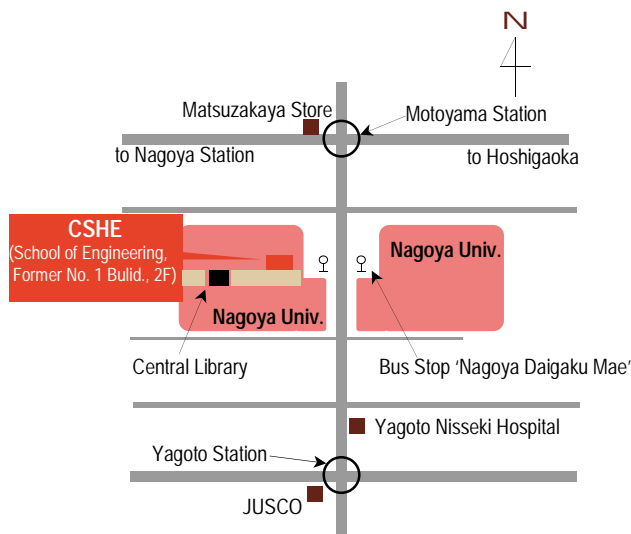 N
Matsuzakaya Store
Motoyama Station
to Nagoya Station
to Hoshigaoka
CSHE
(School of Engineering,
Former No. 1 Bulid., 2F)
Nagoya Univ.
Nagoya Univ.
Central Library
Bus Stop 'Nagoya Daigaku Mae'
Yagoto Nisseki Hospital
Yagoto Station
JUSCO